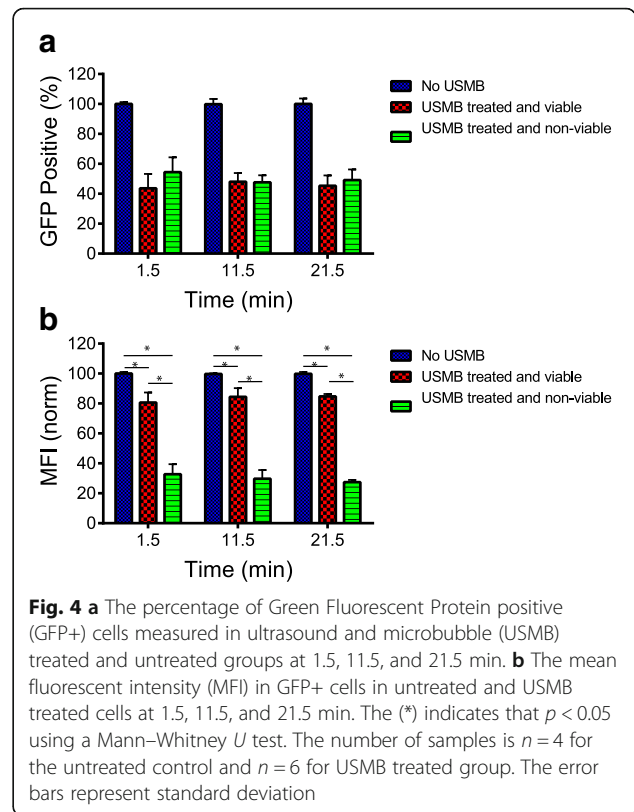 a
120
100
80
60
40
20
0
GFP Positive (%)
1.5 11.5 21.5
Time (min)
No USMB
USMB treated and viable
USMB treated and non-viable
b
120
100
80
60
40
20
0
MFI (norm)
* * *
* * *
* * *
1.5 11.5 21.5
Time (min)
No USMB
USMB treated and viable
USMB treated and non-viable
Fig. 4 a The percentage of Green Fluorescent Protein positive
(GFP+) cells measured in ultrasound and microbubble (USMB)
treated and untreated groups at 1.5, 11.5, and 21.5 min. b The mean
fluorescent intensity (MFI) in GFP+ cells in untreated and USMB
treated cells at 1.5, 11.5, and 21.5 min. The (*) indicates that p < 0.05
using a Mann–Whitney U test. The number of samples is n = 4 for
the untreated control and n = 6 for USMB treated group. The error
bars represent standard deviation